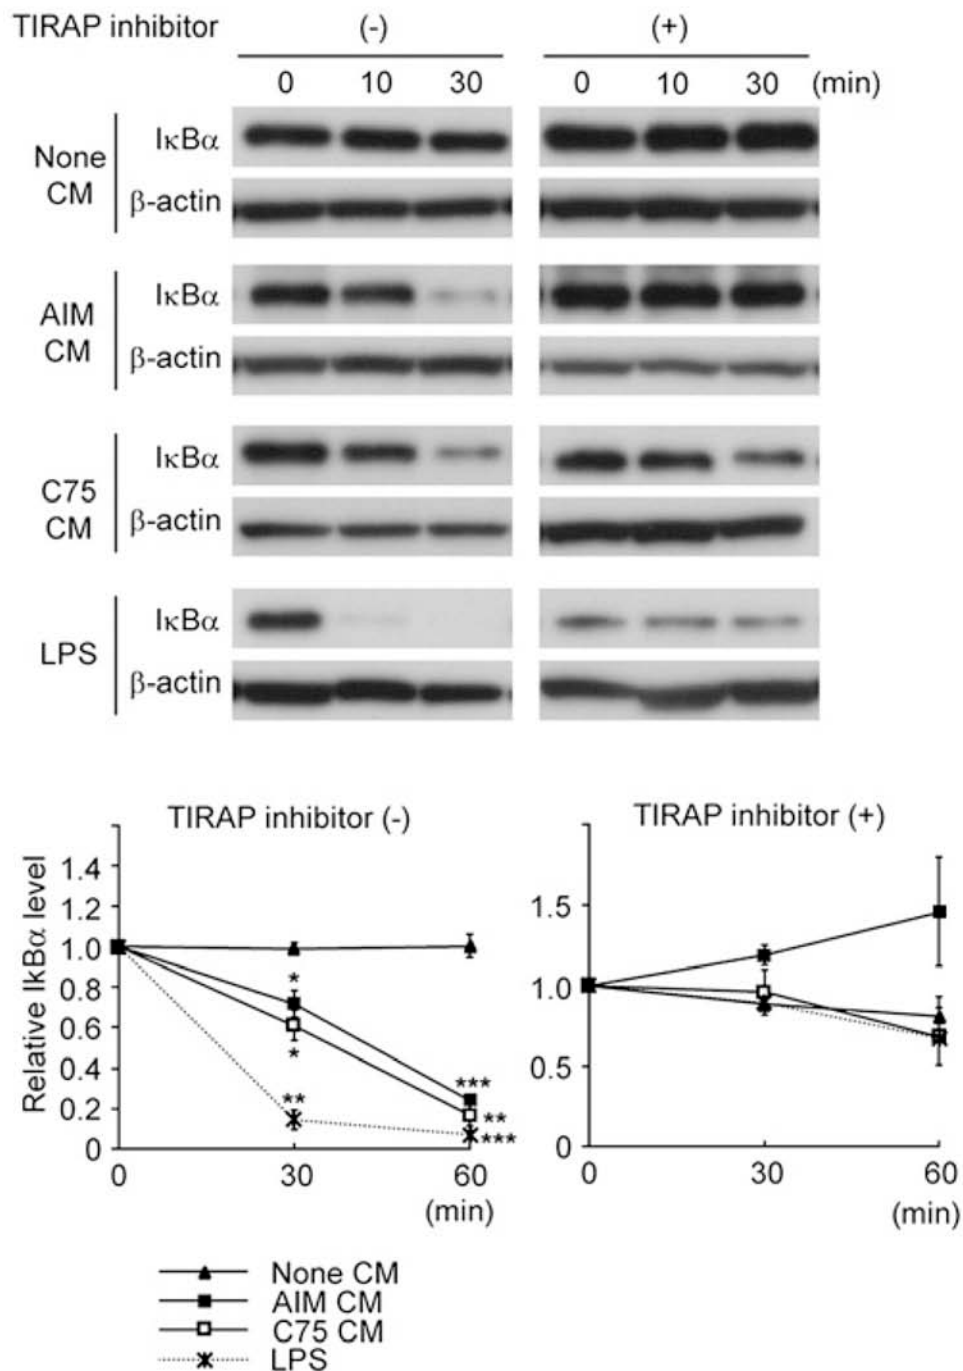 TIRAP inhibitor (-) (+)
0 10 30 0 10 30 (min)
None CM
IκBα
β-actin
AIM CM
IκBα
β-actin
C75 CM
IκBα
β-actin
LPS
IκBα
β-actin
TIRAP inhibitor (-)
Relative IkBα level
1.4
1.2
1.0
0.8
0.6
0.4
0.2
0
*
*
**
***
**
***
0 30 60
(min)
TIRAP inhibitor (+)
1.5
1.0
0.5
0
0 30 60
(min)
None CM
AIM CM
C75 CM
LPS